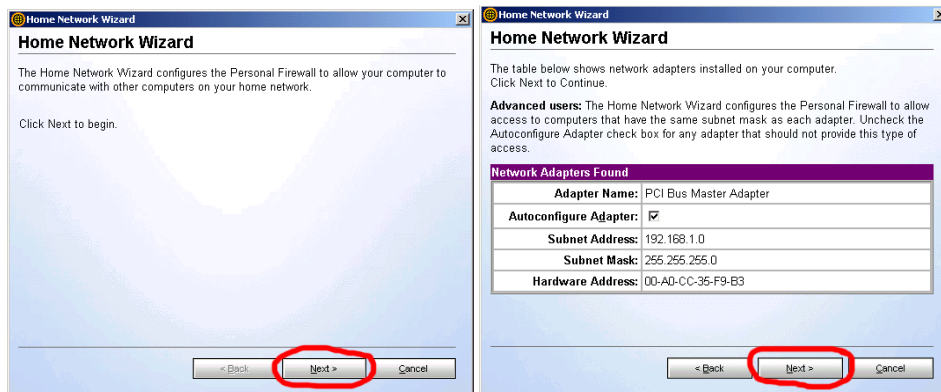 Home Network Wizard
Home Network Wizard
The Home Network Wizard configures the Personal Firewall to allow your computer to
communicate with other computers on your home network.
Click Next to begin.
< Back
Next >
Cancel
Home Network Wizard
Home Network Wizard
The table below shows network adapters installed on your computer.
Click Next to Continue.
Advanced users: The Home Network Wizard configures the Personal Firewall to allow
access to computers that have the same subnet mask as each adapter. Uncheck the
Autoconfigure Adapter check box for any adapter that should not provide this type of
access.
Network Adapters Found
Adapter Name: PCI Bus Master Adapter
Autoconfigure Adapter:
Subnet Address: 192.168.1.0
Subnet Mask: 255.255.255.0
Hardware Address: 00-A0-CC-35-F9-B3
< Back
Next >
Cancel